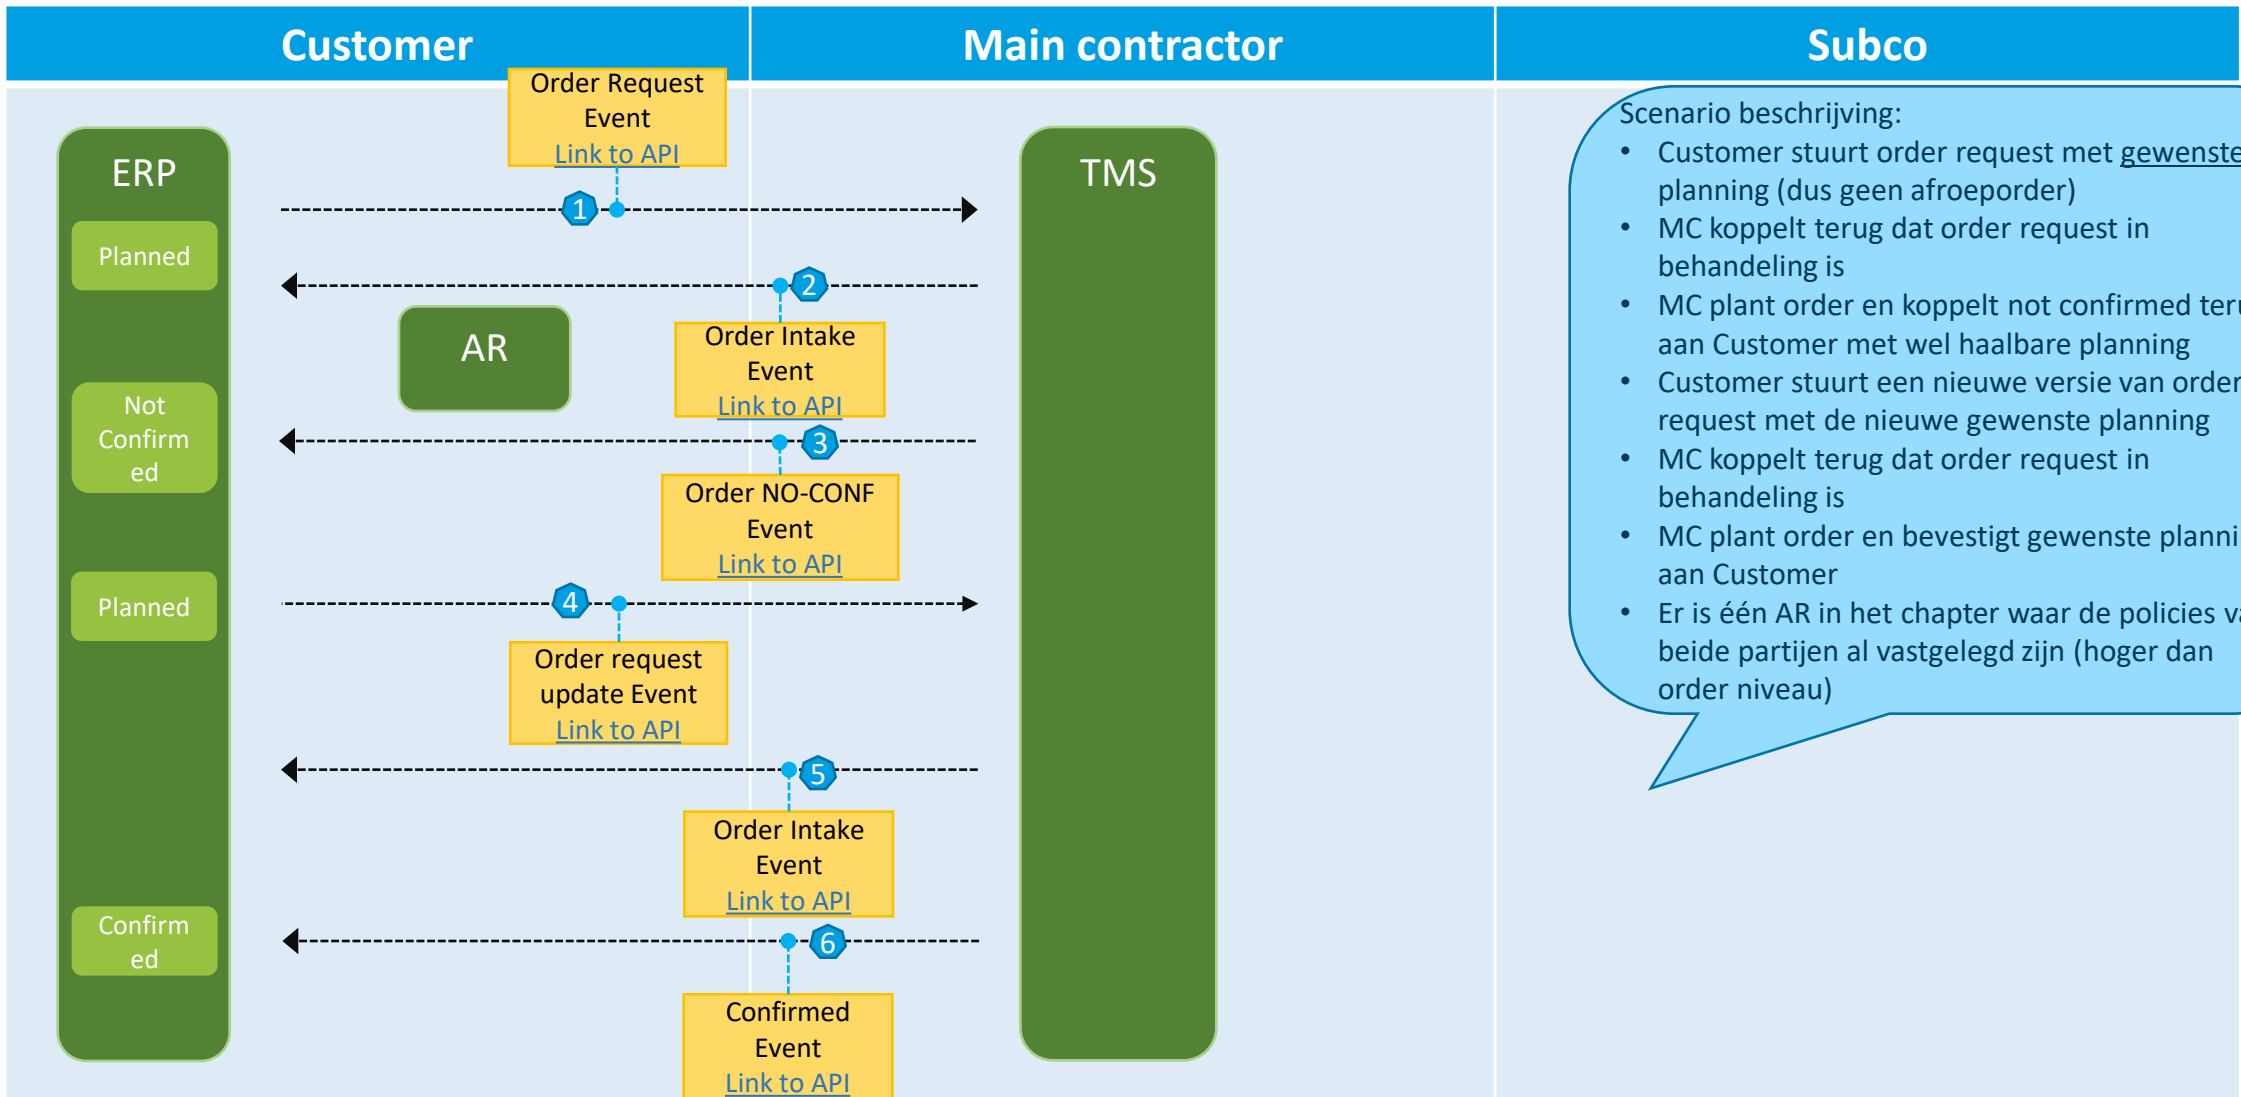 Customer
Main contractor
Subco
Order Request
Event
Link to API
ERP
TMS
1
Planned
2
AR
Order Intake
Event
Link to API
Not
Confirm
ed
3
Order NO-CONF
Event
Link to API
Planned
4
Order request
update Event
Link to API
5
Order Intake
Event
Link to API
Confirm
ed
6
Confirmed
Event
Link to API
Scenario beschrijving:
• Customer stuurt order request met gewenste
planning (dus geen afroeporder)
• MC koppelt terug dat order request in
behandeling is
• MC plant order en koppelt not confirmed
aan Customer met wel haalbare planning
• Customer stuurt een nieuwe versie van order
request met de nieuwe gewenste planning
• MC koppelt terug dat order request in
behandeling is
• MC plant order en bevestigt gewenste
aan Customer
• Er is één AR in het chapter waar de policies
beide partijen al vastgelegd zijn (hoger dan
order niveau)